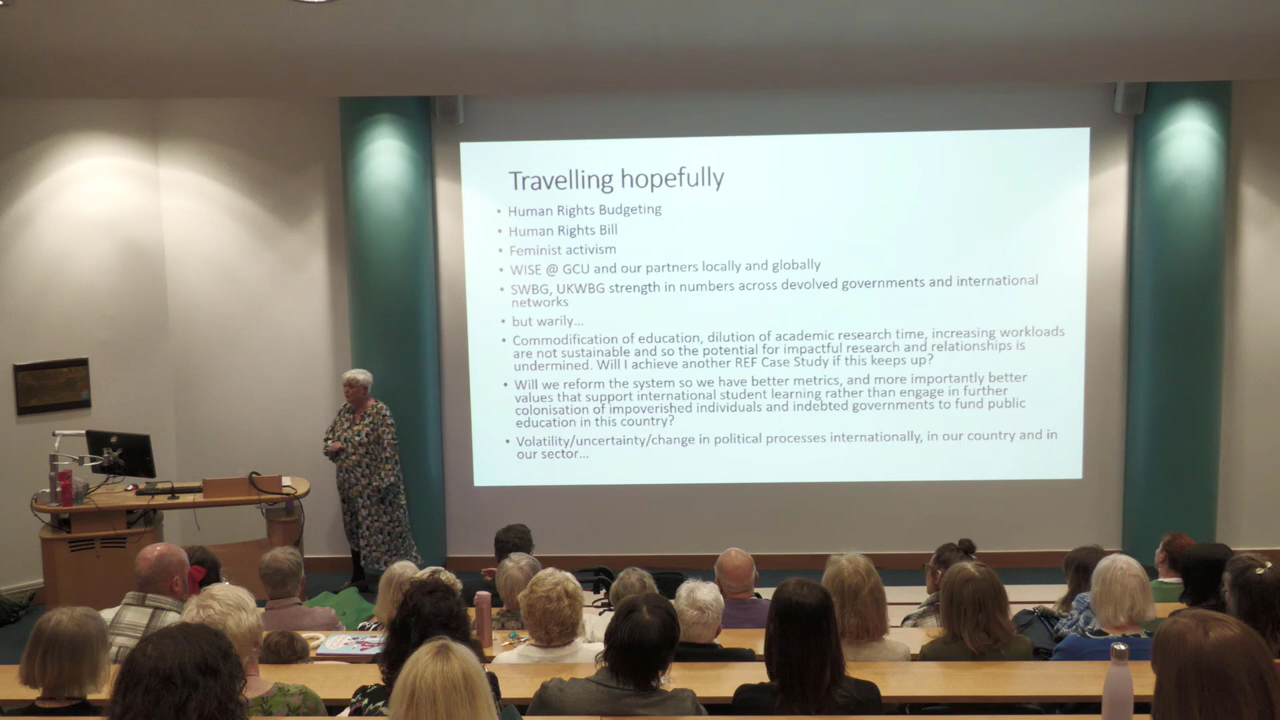 Travelling hopefully
• Human Rights Budgeting
• Human Rights Bill
• Feminist activism
• WISE @ GCU and our partners locally and globally
• SWBG, UKWBG strength in numbers across devolved governments and international
networks
• but warily...
• Commodification of education, dilution of academic research time, increasing workloads
are not sustainable and so the potential for impactful research and relationships is
undermined. Will I achieve another REF Case Study if this keeps up?
• Will we reform the system so we have better metrics, and more importantly better
values that support international student learning rather than engage in further
colonisation of impoverished individuals and indebted governments to fund public
education in this country?
• Volatility/uncertainty/change in political processes internationally, in our country and in
our sector...